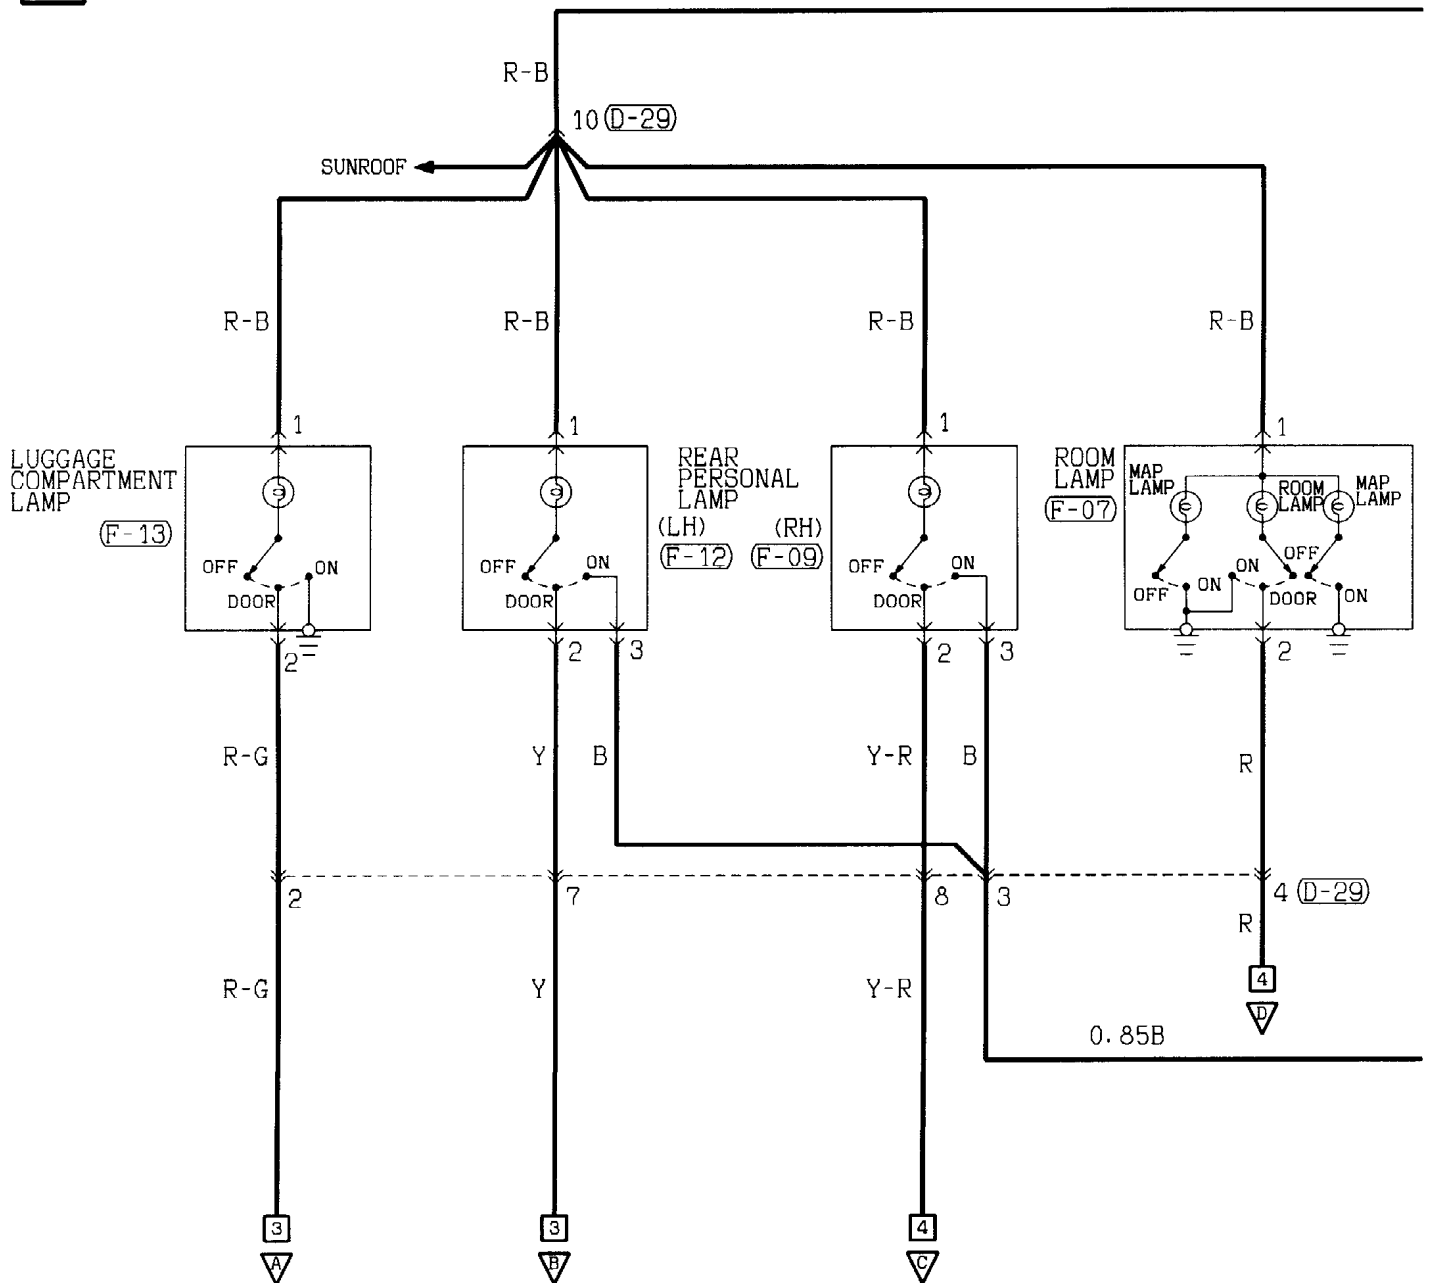 R-B
10 (D-29)
SUNROOF
R-B
R-B
R-B
R-B
1
1
1
1
LUGGAGE
COMPARTMENT
LAMP
(F-13)
OFF
ON
DOOR
2
OFF
ON
DOOR
2
3
REAR
PERSONAL
LAMP
(LH)
(RH)
(F-12)
(F-09)
OFF
ON
DOOR
2
3
ROOM
LAMP
(F-07)
MAP
LAMP
ROOM
LAMP
MAP
LAMP
OFF
ON
ON
OFF
DOOR
ON
2
R-G
Y
B
Y-R
B
R
2
7
8
3
4 (D-29)
R
R-G
Y
Y-R
4
D
0.85B
3
3
4
A
B
C